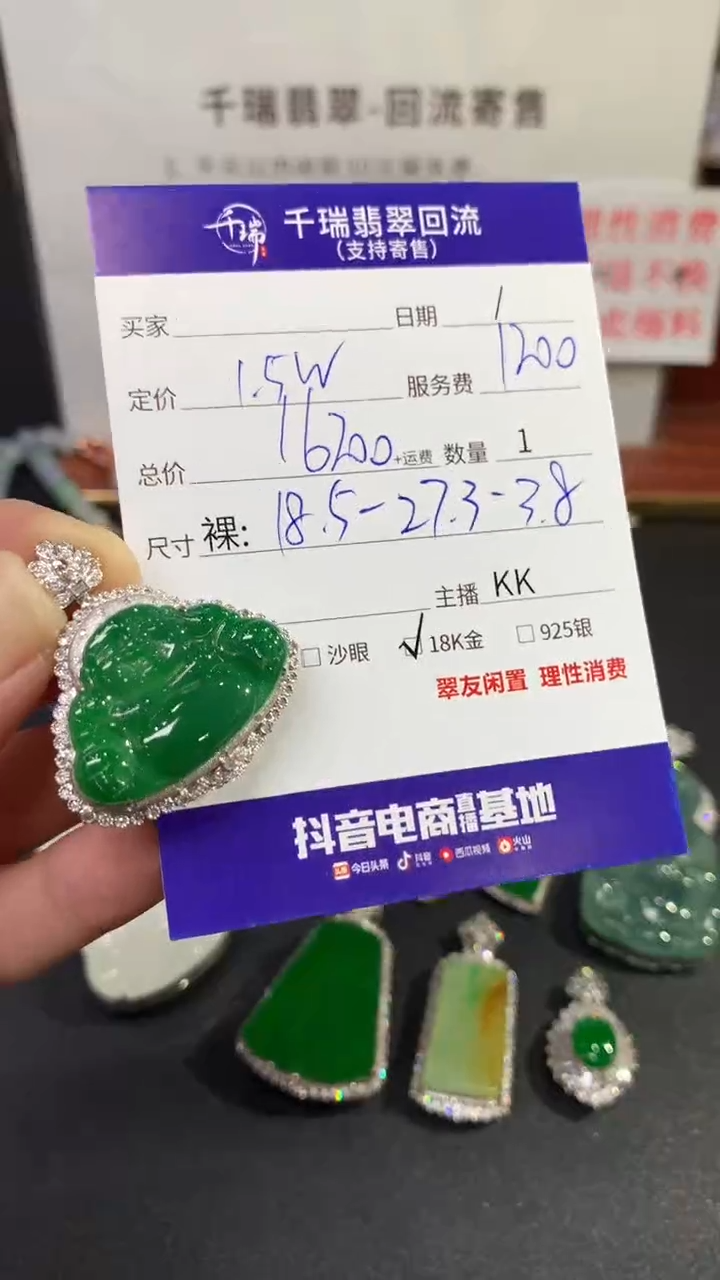 千瑞翡翠-回流寄售
千瑞
千瑞翡翠回流
(支持寄售)
买家 日期 /
定价 1.5W 服务费 1200
总价 16200 +运费 数量 1
尺寸 裸: 18.5-27.3-3.8
主播 KK
沙眼 ✓ 18K金 925银
翠友闲置 理性消费
抖音电商直播基地
头条 今日头条 抖音 西瓜视频 火山